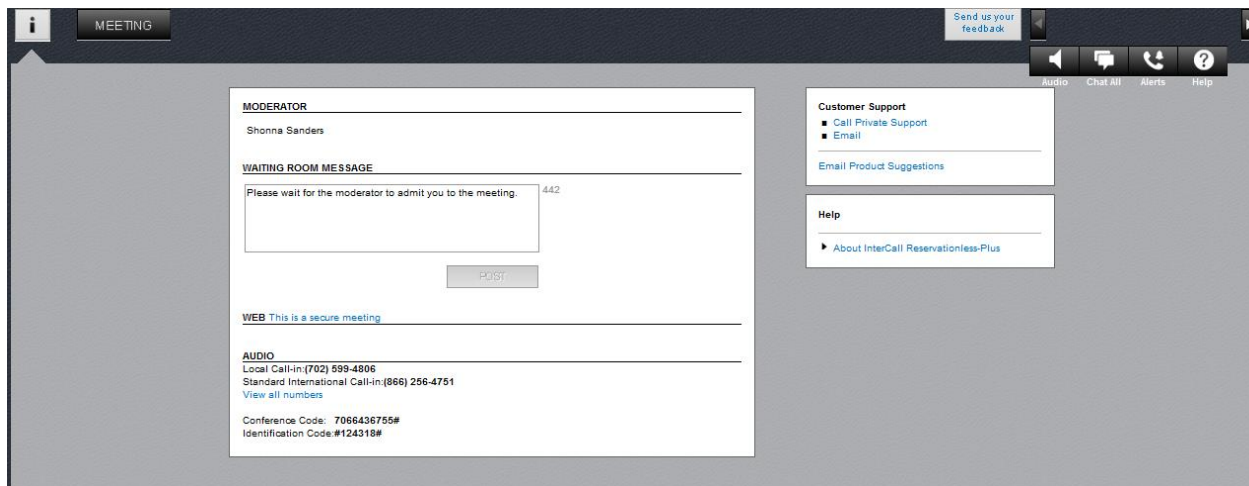 i
MEETING
Send us your
feedback
Audio
Chat All
Alerts
?
Help
MODERATOR
Shonna Sanders
WAITING ROOM MESSAGE
Please wait for the moderator to admit you to the meeting.
442
POST
WEB This is a secure meeting
AUDIO
Local Call-in:(702) 599-4806
Standard International Call-in:(866) 256-4751
View all numbers
Conference Code: 7066436755#
Identification Code:#124318#
Customer Support
Call Private Support
Email
Email Product Suggestions
Help
About InterCall Reservationless-Plus